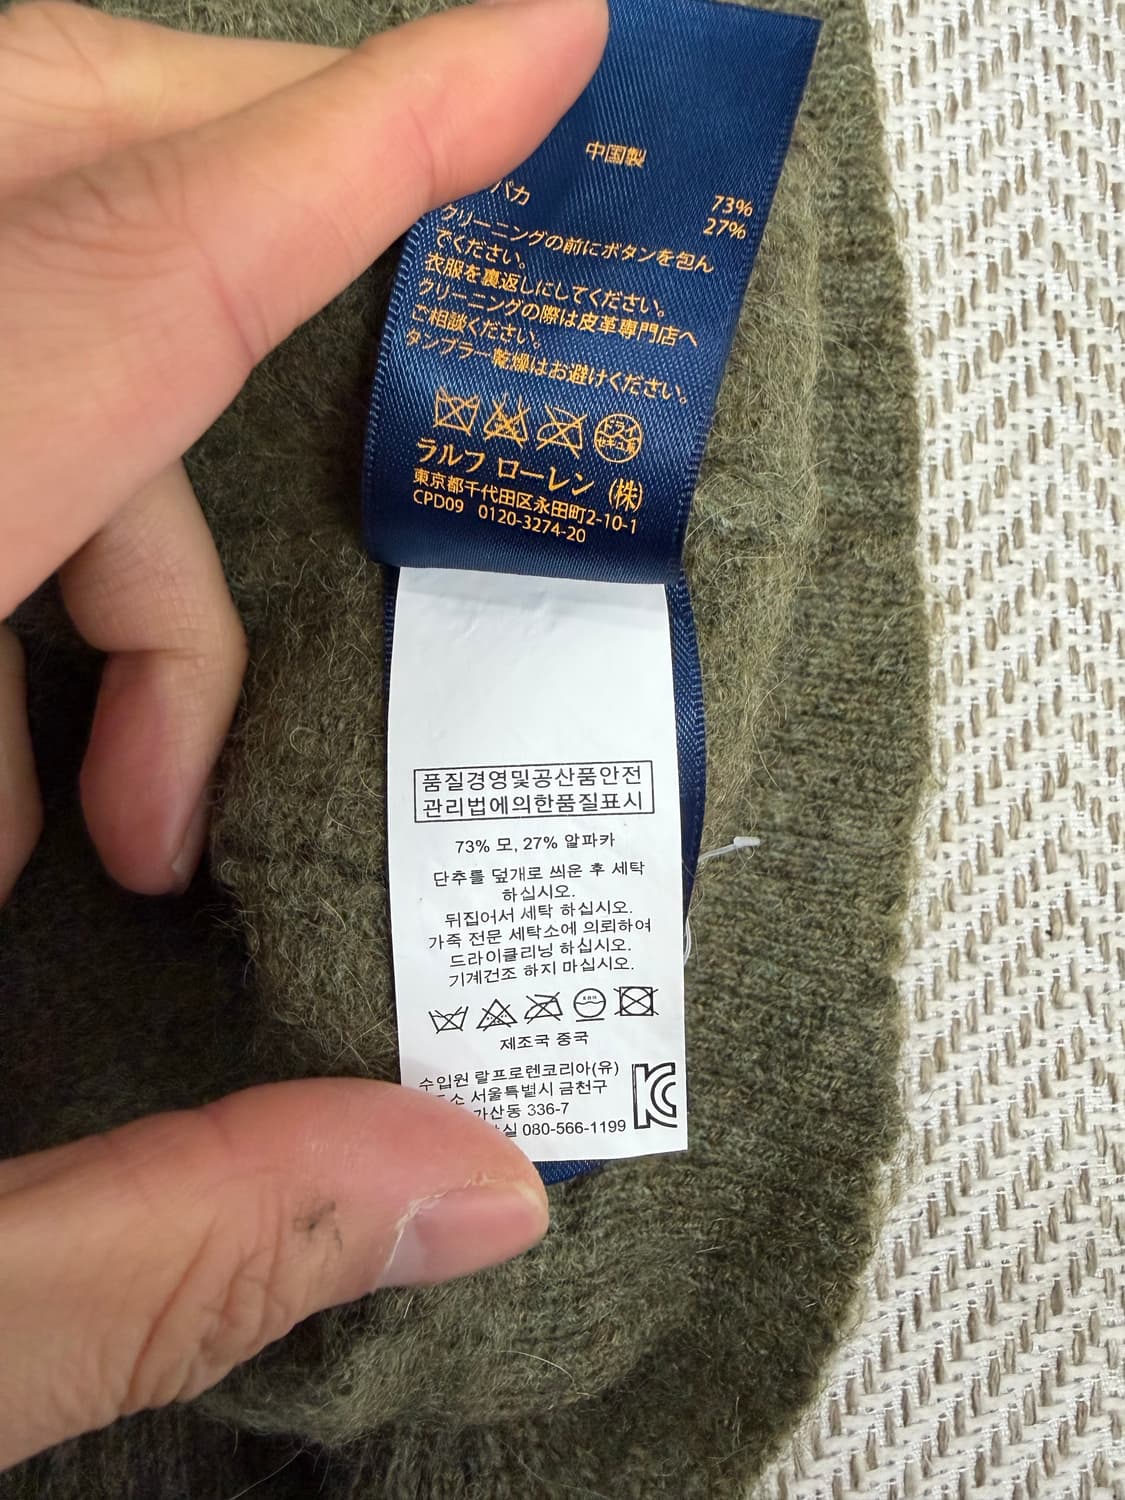 中国製
パカ
73%
27%
クリーニングの前にボタンを包ん
でください。
衣服を裏返しにしてください。
クリーニングの際は皮革専門店へ
ご相談ください。
タンブラー乾燥はお避けください。
ドライ
セキユ系
ラルフ ローレン (株)
東京都千代田区永田町2-10-1
CPD09 0120-3274-20
품질경영및공산품안전
관리법에의한품질표시
73% 모, 27% 알파카
단추를 덮개로 씌운 후 세탁
하십시오.
뒤집어서 세탁 하십시오.
가죽 전문 세탁소에 의뢰하여
드라이클리닝 하십시오.
기계건조 하지 마십시오.
제조국 중국
수입원 랄프로렌코리아(유)
소 서울특별시 금천구
가산동 336-7
실 080-566-1199